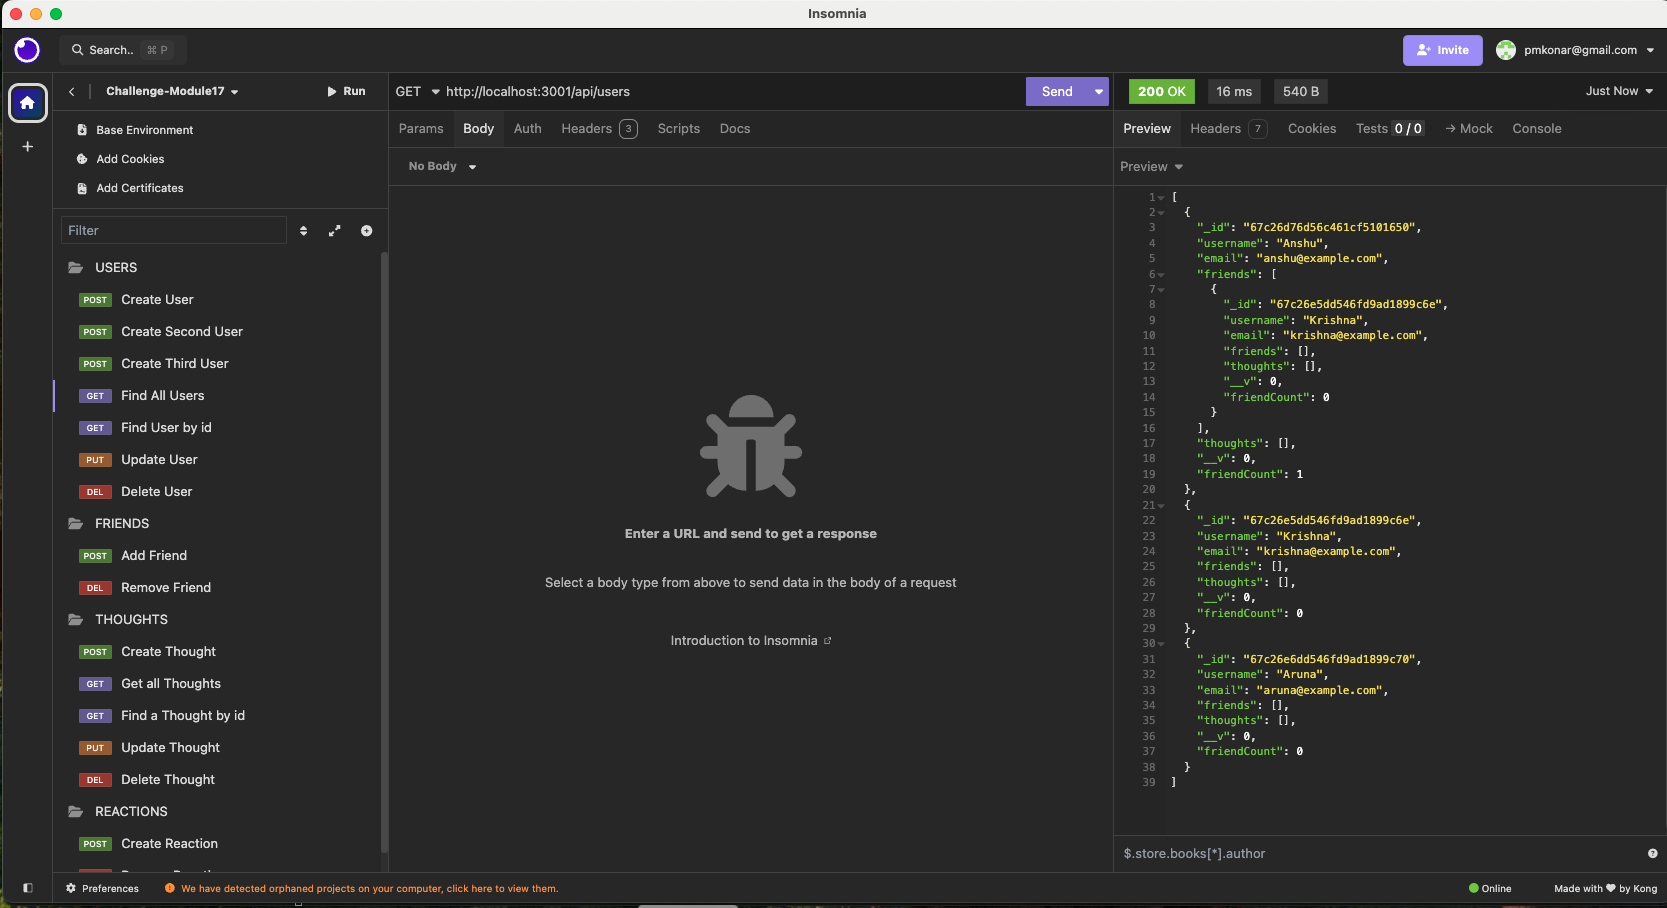 Insomnia
Search.. ⌘ P
Invite
pmkonar@gmail.com
Challenge-Module17
Run
Base Environment
Add Cookies
Add Certificates
Filter
USERS
POST Create User
POST Create Second User
POST Create Third User
GET Find All Users
GET Find User by id
PUT Update User
DEL Delete User
FRIENDS
POST Add Friend
DEL Remove Friend
THOUGHTS
POST Create Thought
GET Get all Thoughts
GET Find a Thought by id
PUT Update Thought
DEL Delete Thought
REACTIONS
POST Create Reaction
GET http://localhost:3001/api/users
Send
Params Body Auth Headers 3 Scripts Docs
No Body
Enter a URL and send to get a response
Select a body type from above to send data in the body of a request
Introduction to Insomnia
200 OK 16 ms 540 B
Just Now
Preview Headers 7 Cookies Tests 0 / 0 → Mock Console
Preview
1 [
2 {
3 "_id": "67c26d76d56c461cf5101650",
4 "username": "Anshu",
5 "email": "anshu@example.com",
6 "friends": [
7 {
8 "_id": "67c26e5dd546fd9ad1899c6e",
9 "username": "Krishna",
10 "email": "krishna@example.com",
11 "friends": [],
12 "thoughts": [],
13 "__v": 0,
14 "friendCount": 0
15 }
16 ],
17 "thoughts": [],
18 "__v": 0,
19 "friendCount": 1
20 },
21 {
22 "_id": "67c26e5dd546fd9ad1899c6e",
23 "username": "Krishna",
24 "email": "krishna@example.com",
25 "friends": [],
26 "thoughts": [],
27 "__v": 0,
28 "friendCount": 0
29 },
30 {
31 "_id": "67c26e6dd546fd9ad1899c70",
32 "username": "Aruna",
33 "email": "aruna@example.com",
34 "friends": [],
35 "thoughts": [],
36 "__v": 0,
37 "friendCount": 0
38 }
39 ]
$.store.books[*].author
Preferences
We have detected orphaned projects on your computer, click here to view them.
Online
Made with ♥ by Kong